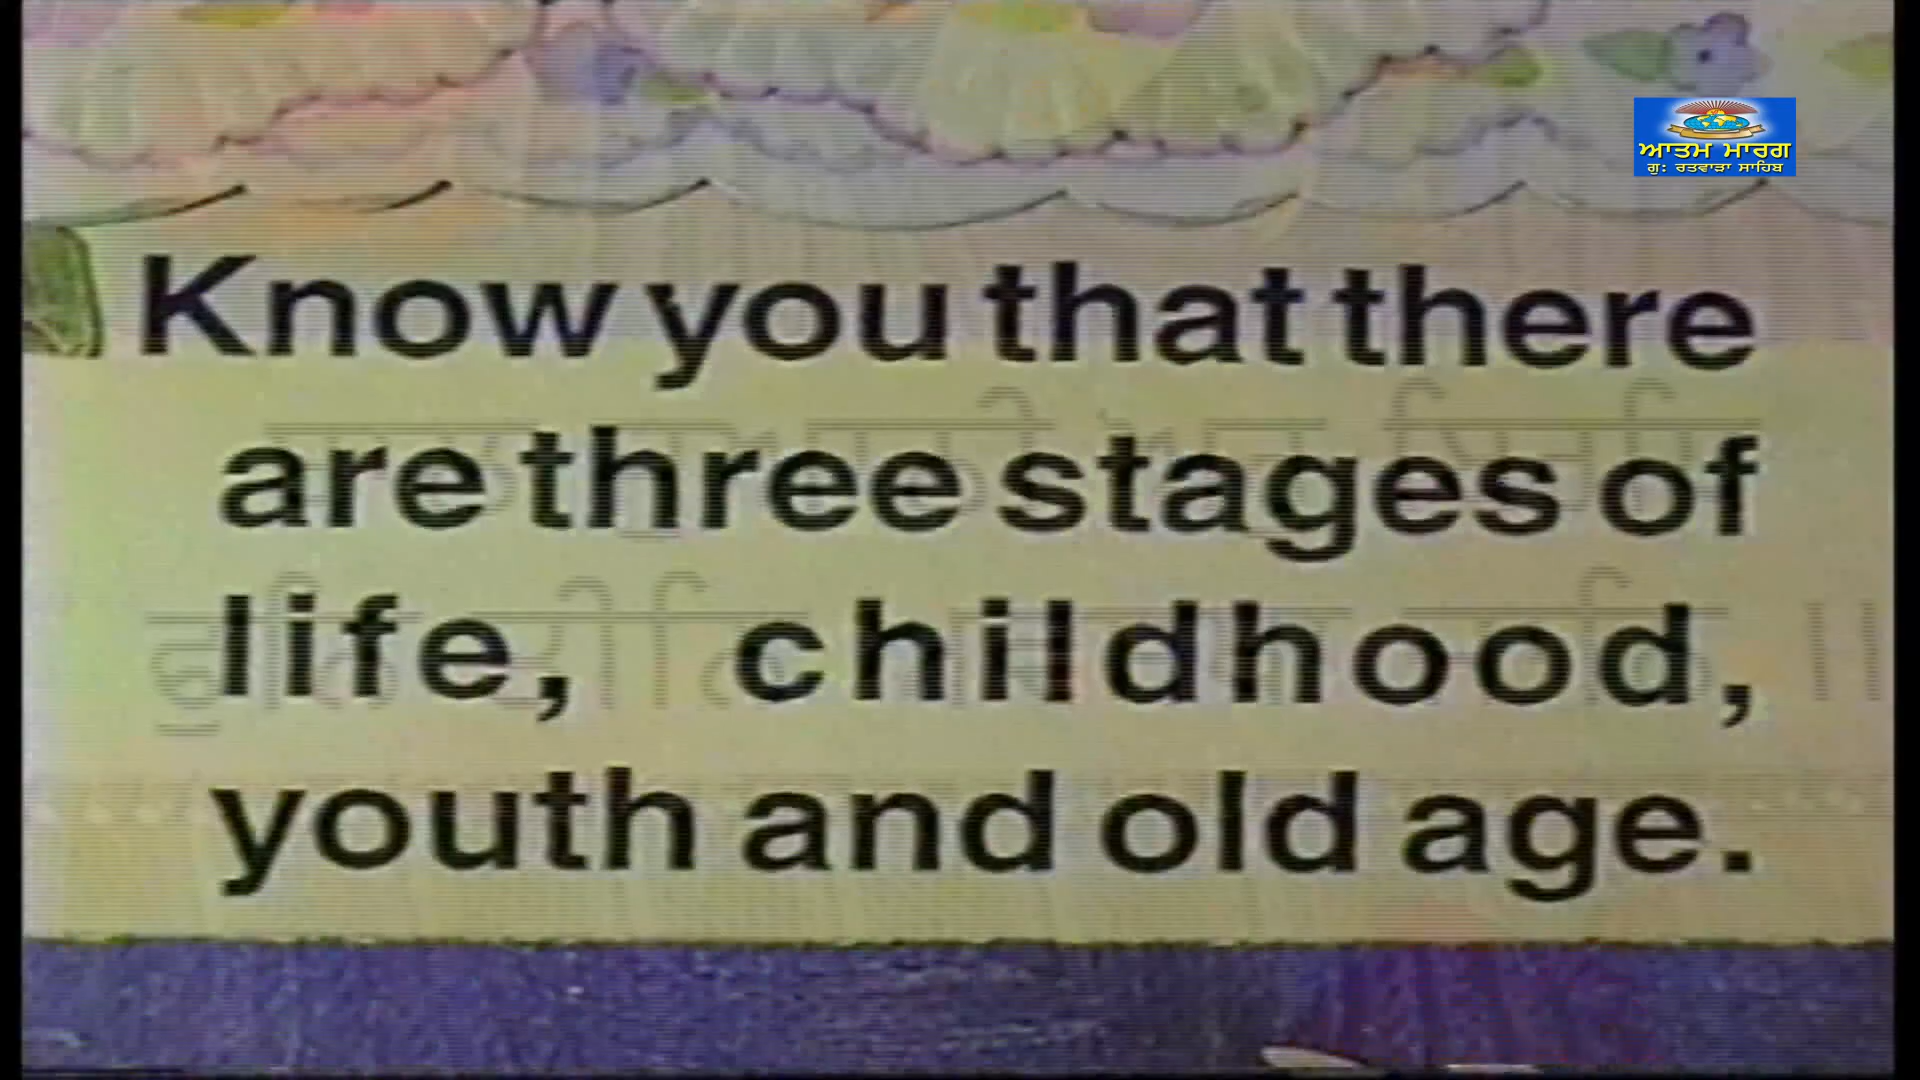 ਆਤਮ ਮਾਰਗ
ਗੁ: ਰਤਵਾੜਾ ਸਾਹਿਬ
Know you that there
are three stages of
life, childhood,
youth and old age.